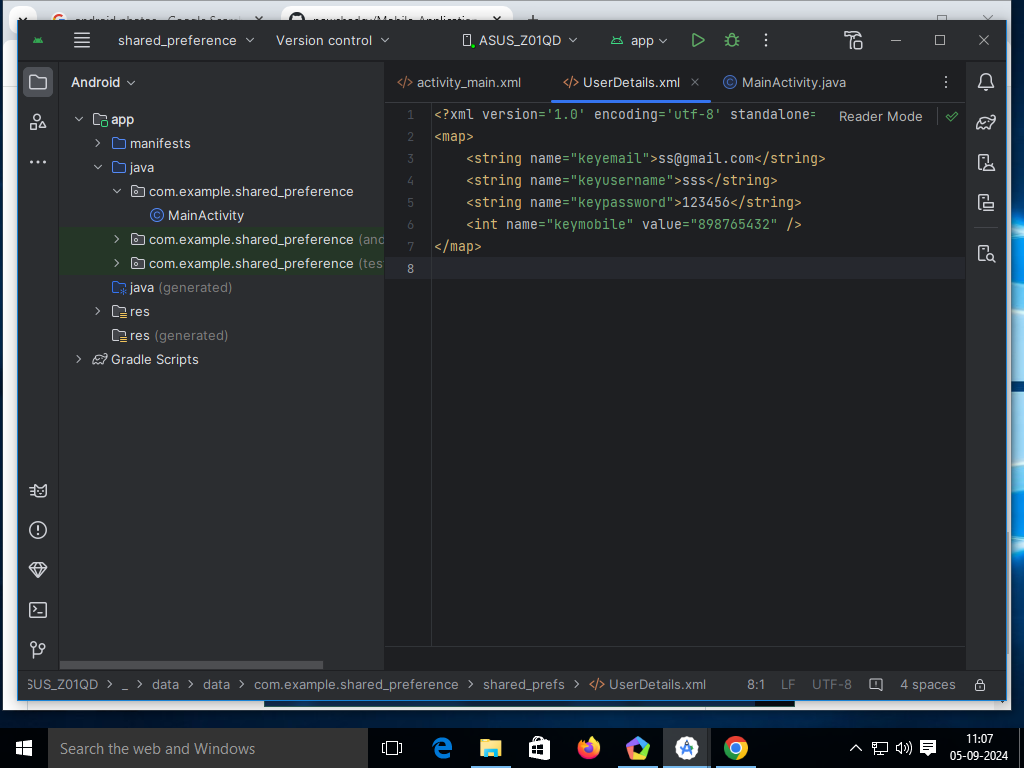 shared_preference
Version control
ASUS_Z01QD
app
Android
activity_main.xml
UserDetails.xml
MainActivity.java
app
manifests
java
com.example.shared_preference
MainActivity
com.example.shared_preference (and
com.example.shared_preference (tes
java (generated)
res
res (generated)
Gradle Scripts
Reader Mode
1 <?xml version='1.0' encoding='utf-8' standalone=
2 <map>
3 <string name="keyemail">ss@gmail.com</string>
4 <string name="keyusername">sss</string>
5 <string name="keypassword">123456</string>
6 <int name="keymobile" value="898765432" />
7 </map>
8
SUS_Z01QD > _ > data > data > com.example.shared_preference > shared_prefs > UserDetails.xml
8:1 LF UTF-8 4 spaces
Search the web and Windows
11:07
05-09-2024